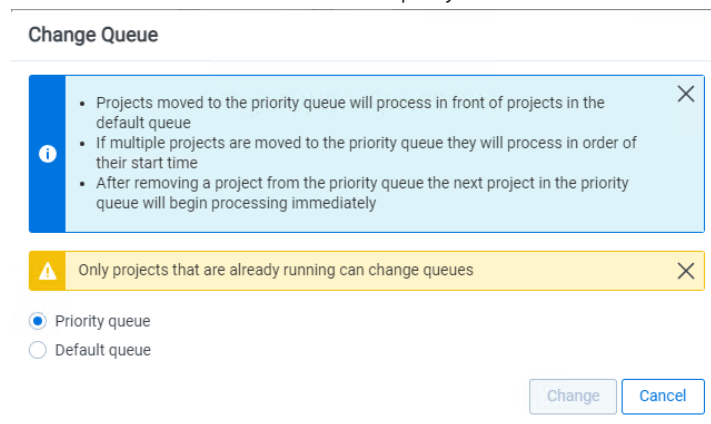 Change Queue
• Projects moved to the priority queue will process in front of projects in the
default queue
• If multiple projects are moved to the priority queue they will process in order of
their start time
• After removing a project from the priority queue the next project in the priority
queue will begin processing immediately
Only projects that are already running can change queues
Priority queue
Default queue
Change Cancel